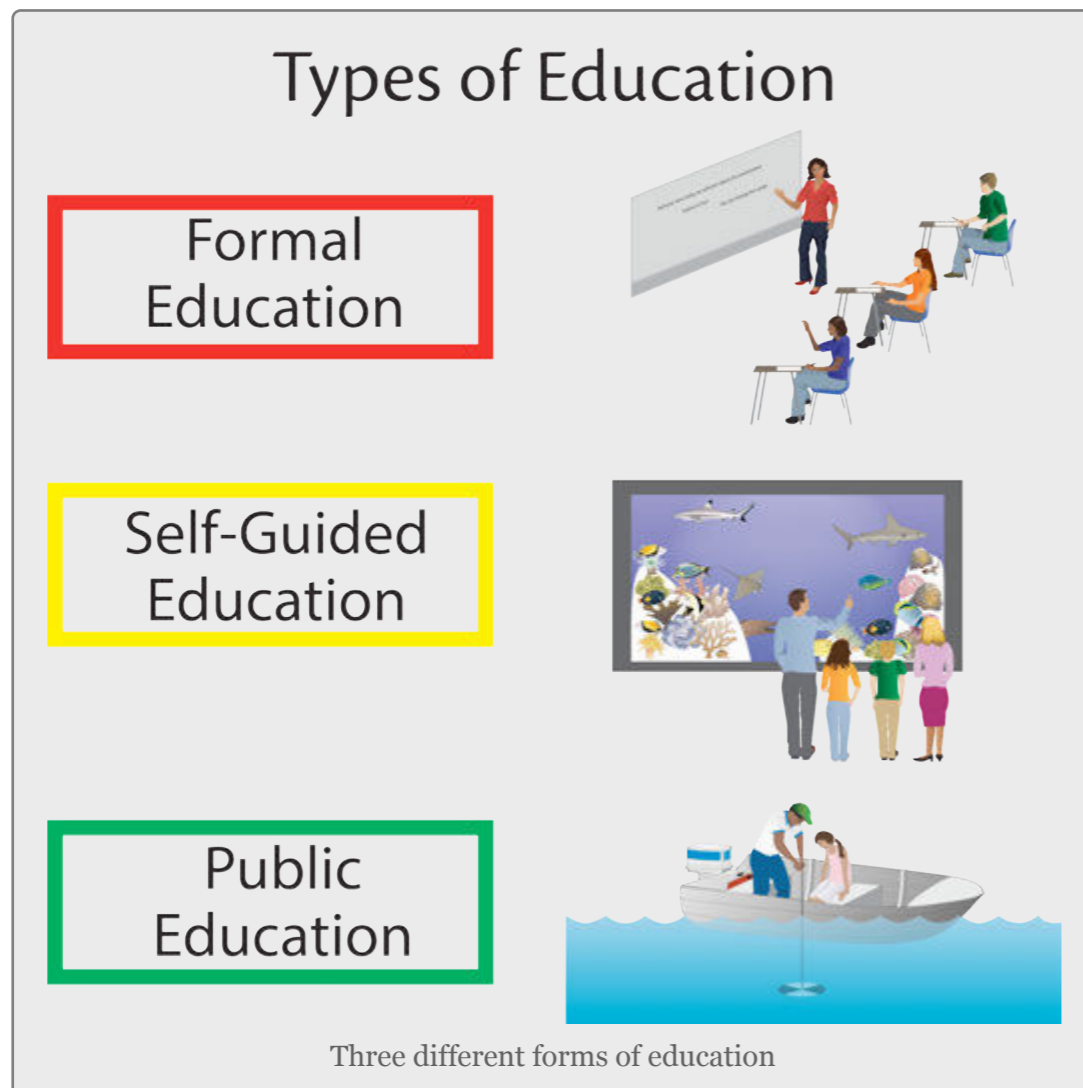 Types of Education
Formal
Education
Self-Guided
Education
Public
Education
Three different forms of education